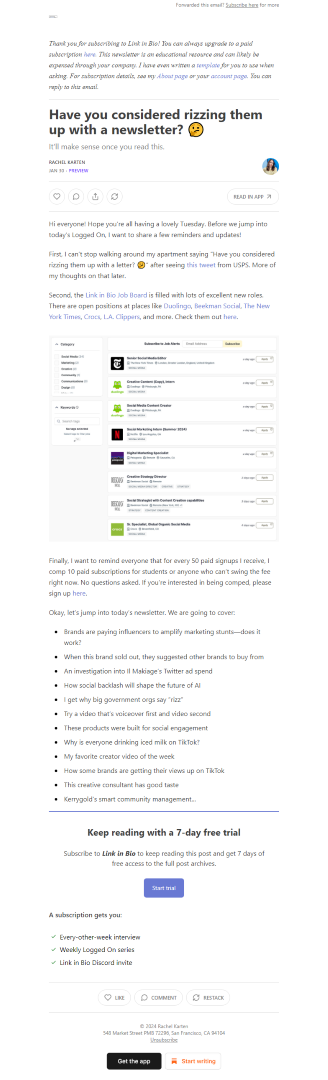 Forwarded this email? Subscribe here for more
Thank you for subscribing to Link in Bio! You can always upgrade to a paid
subscription here. This newsletter is an educational resource and can likely be
expensed through your company. I have even written a template for you to use when
asking. For subscription details, see my About page or your account page. You can
reply to this email.
Have you considered rizzing them
up with a newsletter? 🤔
It'll make sense once you read this.
RACHEL KARTEN
JAN 30 • PREVIEW
READ IN APP
Hi everyone! Hope you're all having a lovely Tuesday. Before we jump into
today's Logged On, I want to share a few reminders and updates!
First, I can't stop walking around my apartment saying "Have you considered
rizzing them up with a letter? 🤔" after seeing this tweet from USPS. More of
my thoughts on that later.
Second, the Link in Bio Job Board is filled with lots of excellent new roles.
There are open positions at places like Duolingo, Beekman Social, The New
York Times, Crocs, L.A. Clippers, and more. Check them out here.
Category
Subscribe to Job Alerts
Email Address
Subscribe
Senior Social Media Editor
Creative Content (Copy), Intern
Social Media Content Creator
Social Marketing Intern (Summer 2024)
Digital Marketing Specialist
Creative Strategy Director
Social Strategist with Content Creation capabilities
Sr. Specialist, Global Organic Social Media
Finally, I want to remind everyone that for every 50 paid signups I receive, I
comp 10 paid subscriptions for students or anyone who can't swing the fee
right now. No questions asked. If you're interested in being comped, please
sign up here.
Okay, let's jump into today's newsletter. We are going to cover:
• Brands are paying influencers to amplify marketing stunts—does it
work?
• When this brand sold out, they suggested other brands to buy from
• An investigation into Il Makiage's Twitter ad spend
• How social backlash will shape the future of AI
• I get why big government orgs say "rizz"
• Try a video that's voiceover first and video second
• These products were built for social engagement
• Why is everyone drinking iced milk on TikTok?
• My favorite creator video of the week
• How some brands are getting their views up on TikTok
• This creative consultant has good taste
• Kerrygold's smart community management...
Keep reading with a 7-day free trial
Subscribe to Link in Bio to keep reading this post and get 7 days of
free access to the full post archives.
Start trial
A subscription gets you:
✓ Every-other-week interview
✓ Weekly Logged On series
✓ Link in Bio Discord invite
LIKE
COMMENT
RESTACK
© 2024 Rachel Karten
548 Market Street PMB 72296, San Francisco, CA 94104
Unsubscribe
Get the app
Start writing